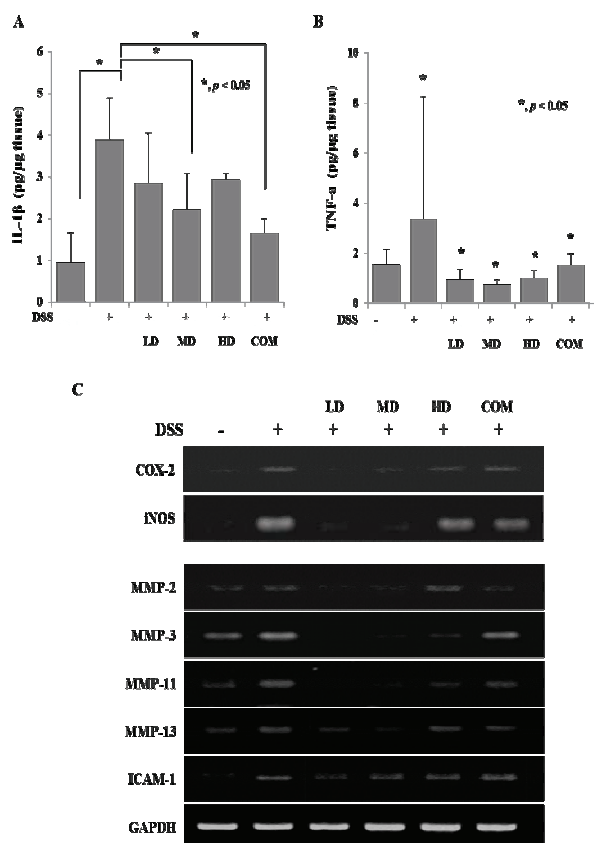 A
B
6
5
4
3
2
1
0
IL-1β (pg/μg tissue)
*
*
*
*, p < 0.05
DSS + + + + +
LD MD HD COM
10
8
6
4
2
0
TNF-α (pg/μg tissue)
*
*
*
*
*
*, p < 0.05
DSS - + + + + +
LD MD HD COM
C
LD MD HD COM
DSS - + + + + +
COX-2
iNOS
MMP-2
MMP-3
MMP-11
MMP-13
ICAM-1
GAPDH